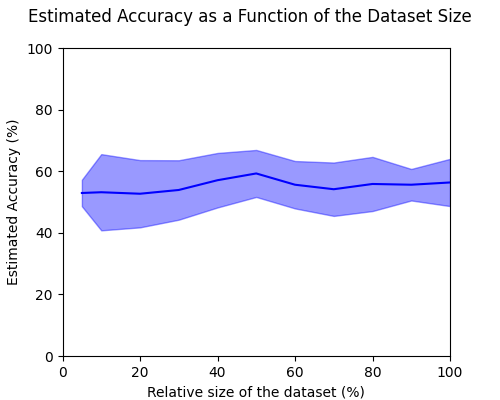 Estimated Accuracy as a Function of the Dataset Size
100
80
60
40
20
0
Estimated Accuracy (%)
0 20 40 60 80 100
Relative size of the dataset (%)